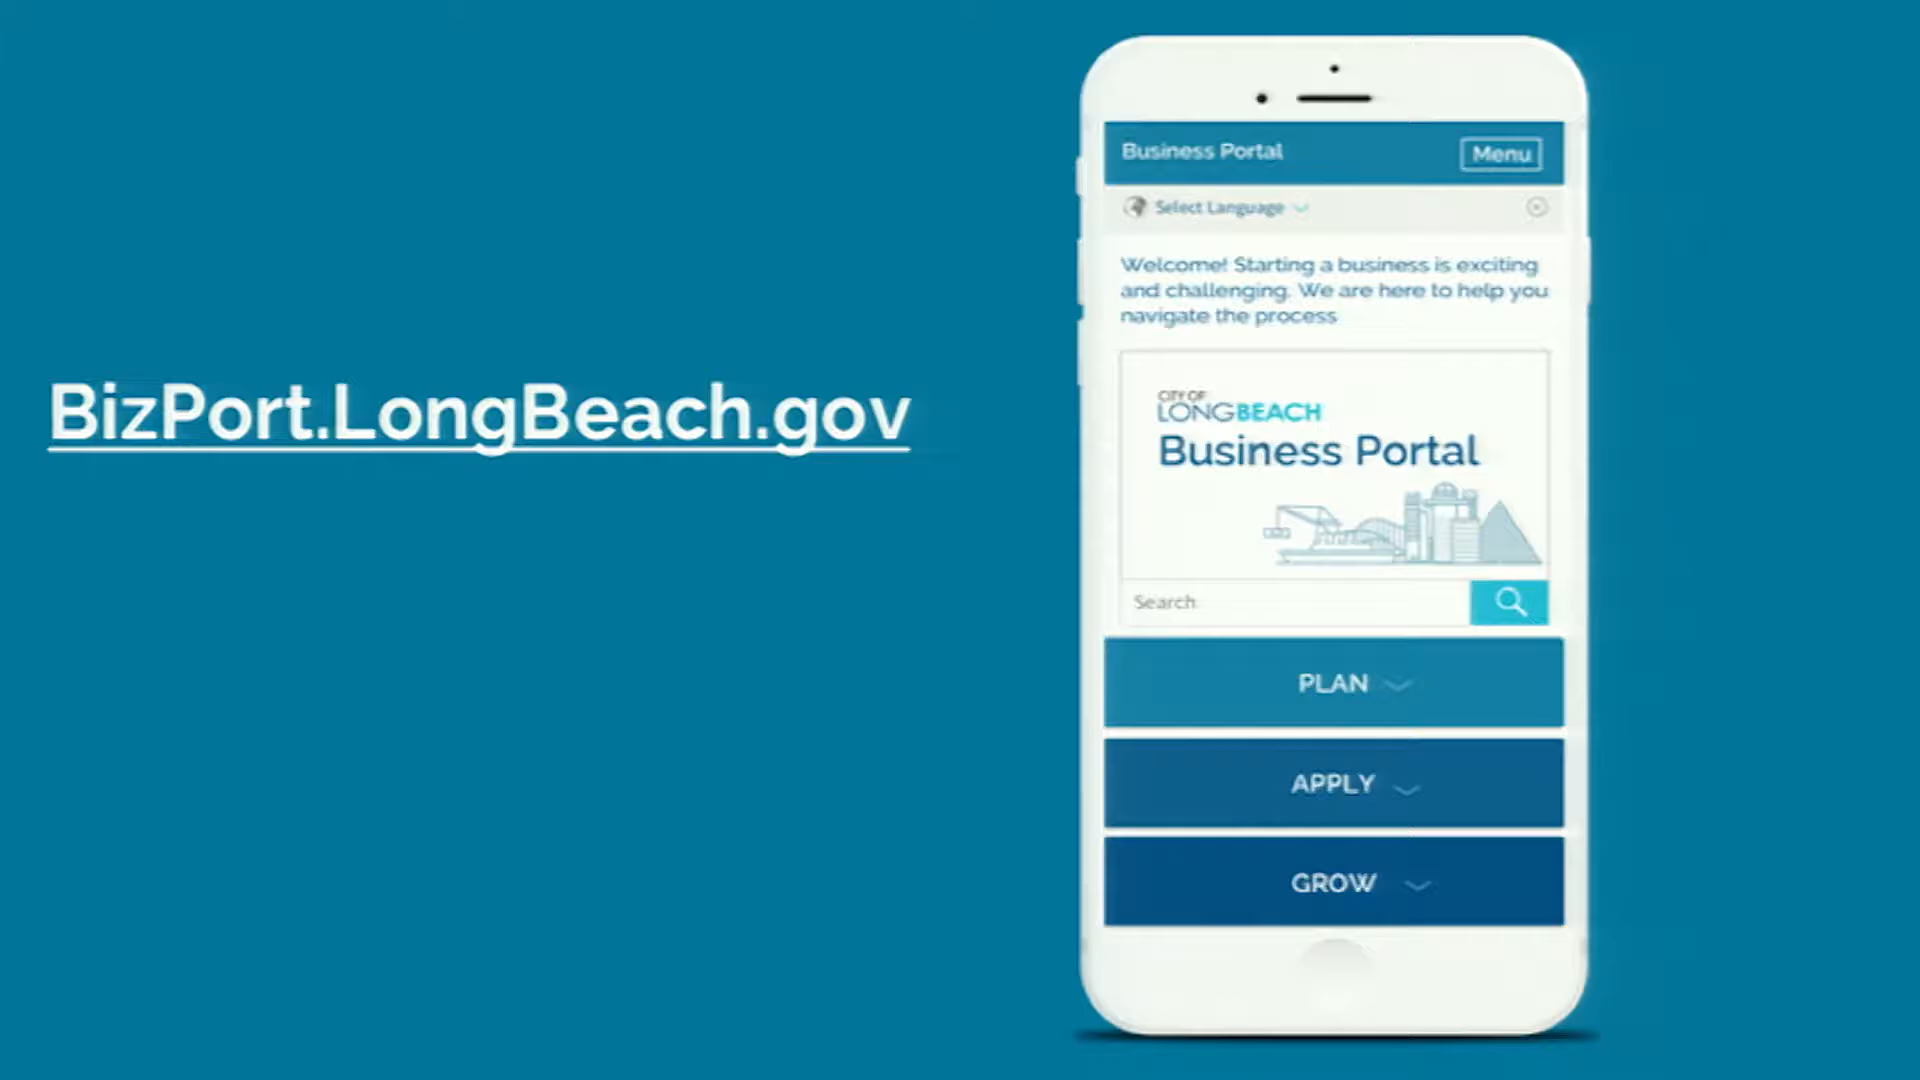 BizPort.LongBeach.gov
Business Portal
Menu
Select Language
Welcome! Starting a business is exciting
and challenging. We are here to help you
navigate the process
CITY OF
LONGBEACH
Business Portal
Search
PLAN
APPLY
GROW